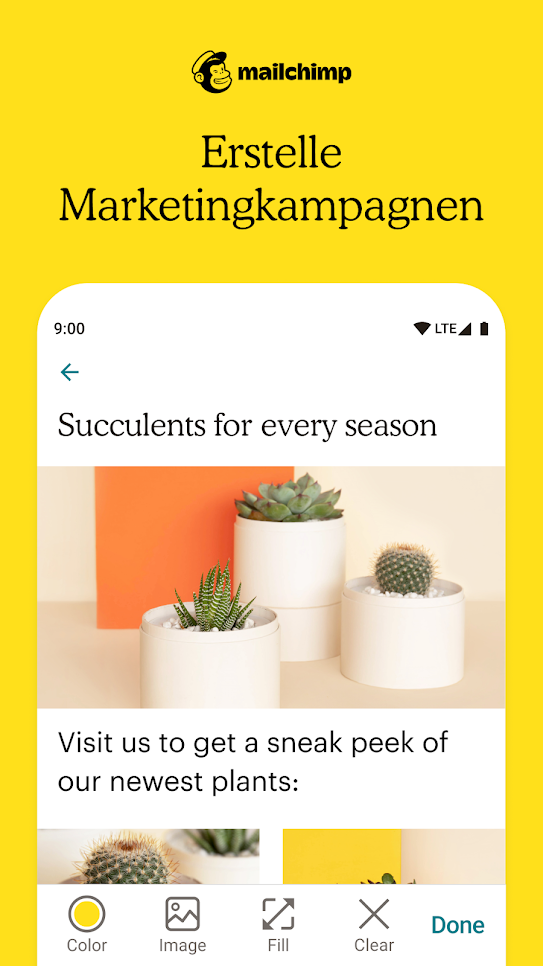 mailchimp
Erstelle
Marketingkampagnen
9:00
LTE
Succulents for every season
Visit us to get a sneak peek of
our newest plants:
Color
Image
Fill
Clear
Done